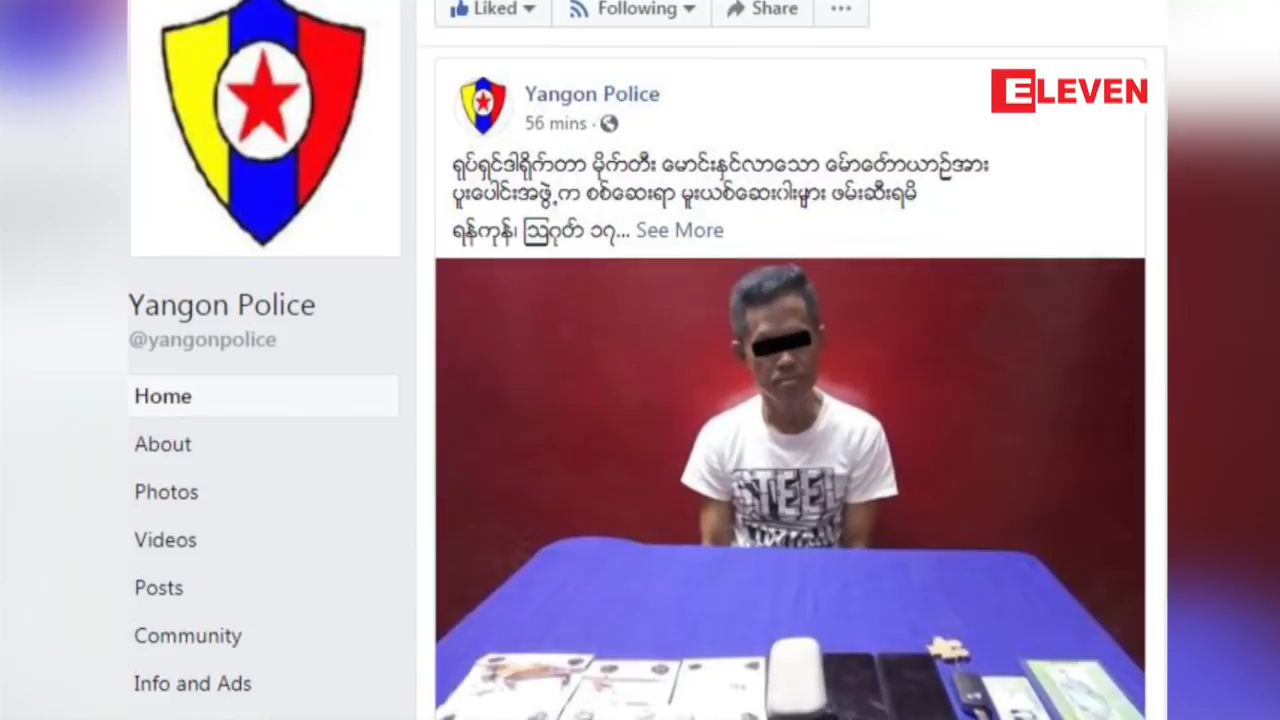 Liked
Following
Share
ELEVEN
Yangon Police
56 mins ·
ရုပ်ရှင်ဒါရိုက်တာ မိုက်တီး မောင်းနှင်လာသော မော်တော်ယာဉ်အား
ပူးပေါင်းအဖွဲ့က စစ်ဆေးရာ မူးယစ်ဆေးဝါးများ ဖမ်းဆီးရမိ
ရန်ကုန်၊ ဩဂုတ် ၁၇... See More
Yangon Police
@yangonpolice
Home
About
Photos
Videos
Posts
Community
Info and Ads
STEEL